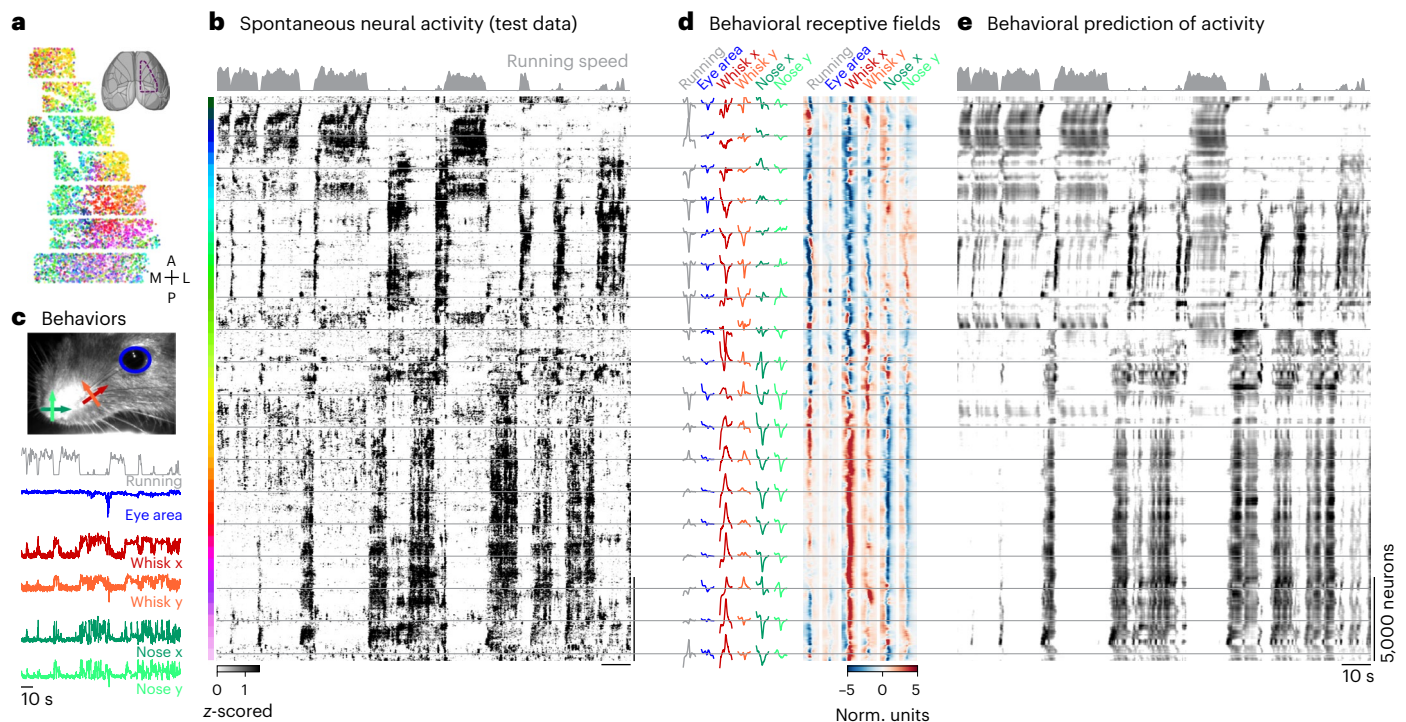 a
b Spontaneous neural activity (test data)
d Behavioral receptive fields
e Behavioral prediction of activity
Running speed
Running
Eye area
Whisk x
Whisk y
Nose x
Nose y
Running
Eye area
Whisk x
Whisk y
Nose x
Nose y
A
M L
P
c Behaviors
Running
Eye area
Whisk x
Whisk y
Nose x
Nose y
10 s
0 1
z-scored
–5 0 5
Norm. units
5,000 neurons
10 s